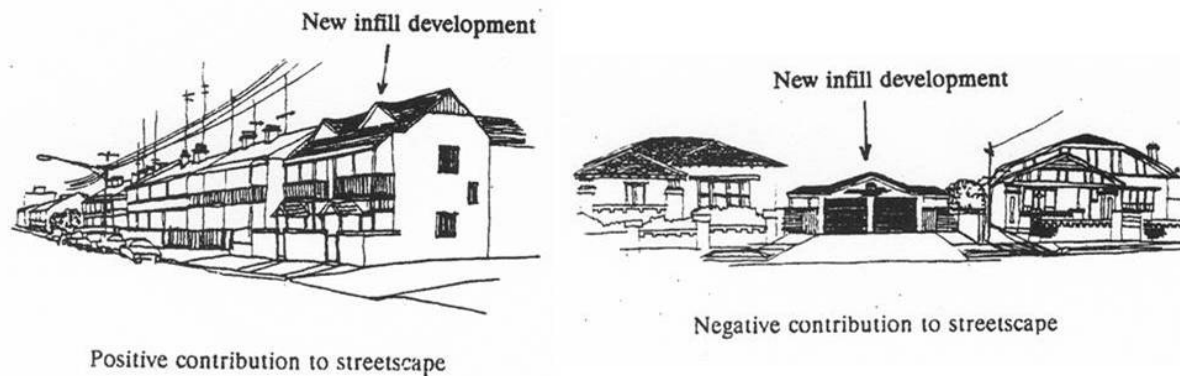 New infill development
Positive contribution to streetscape
New infill development
Negative contribution to streetscape